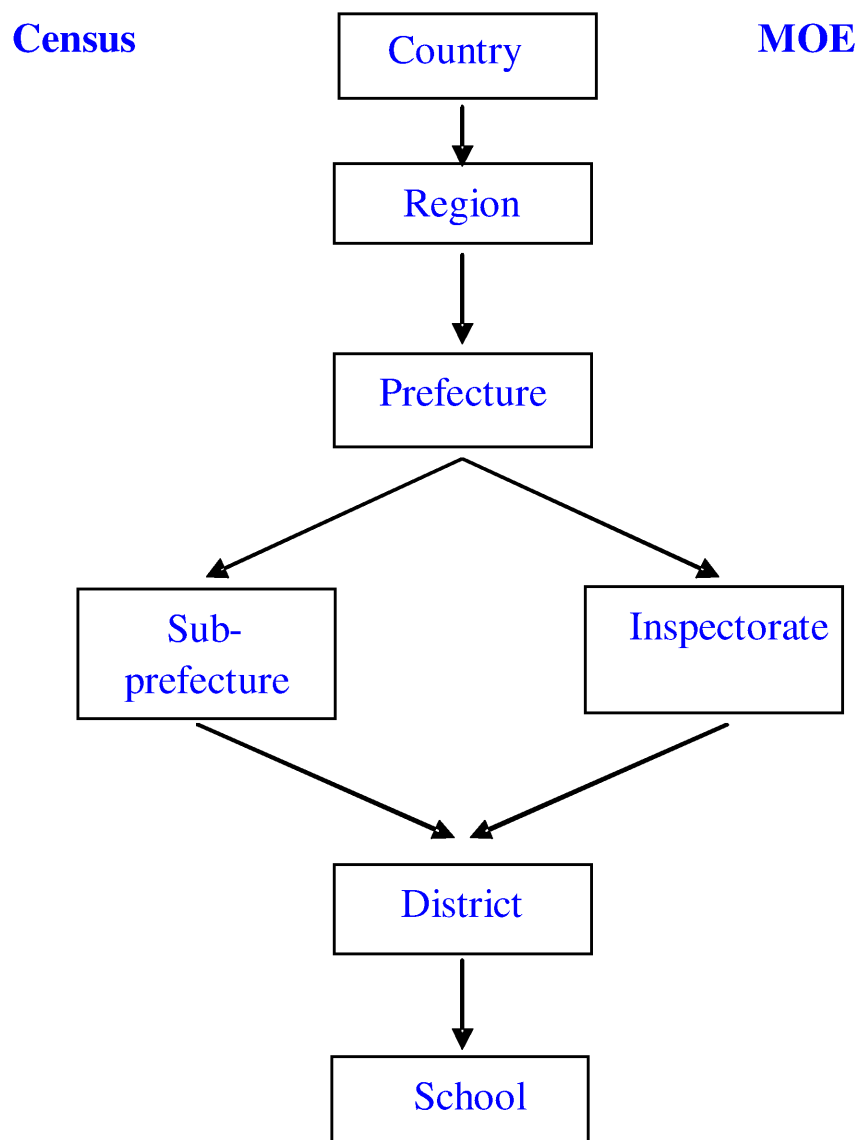 Census
Country
MOE
Region
Prefecture
Sub-
prefecture
Inspectorate
District
School